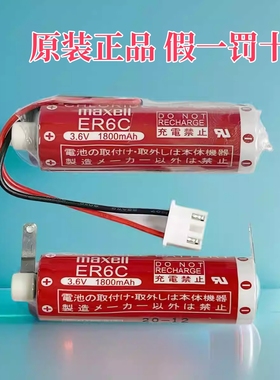 原装正品 假一罚十
maxell
ER6C
3.6V 1800mAh
DO NOT
RECHARGE
充電禁止
電池の取付け・取外しは本体機器
製造メーカー以外は禁止
maxell
ER6C
3.6V 1800mAh
DO NOT
RECHARGE
充電禁止
電池の取付け・取外しは本体機器
製造メーカー以外は禁止
20-12